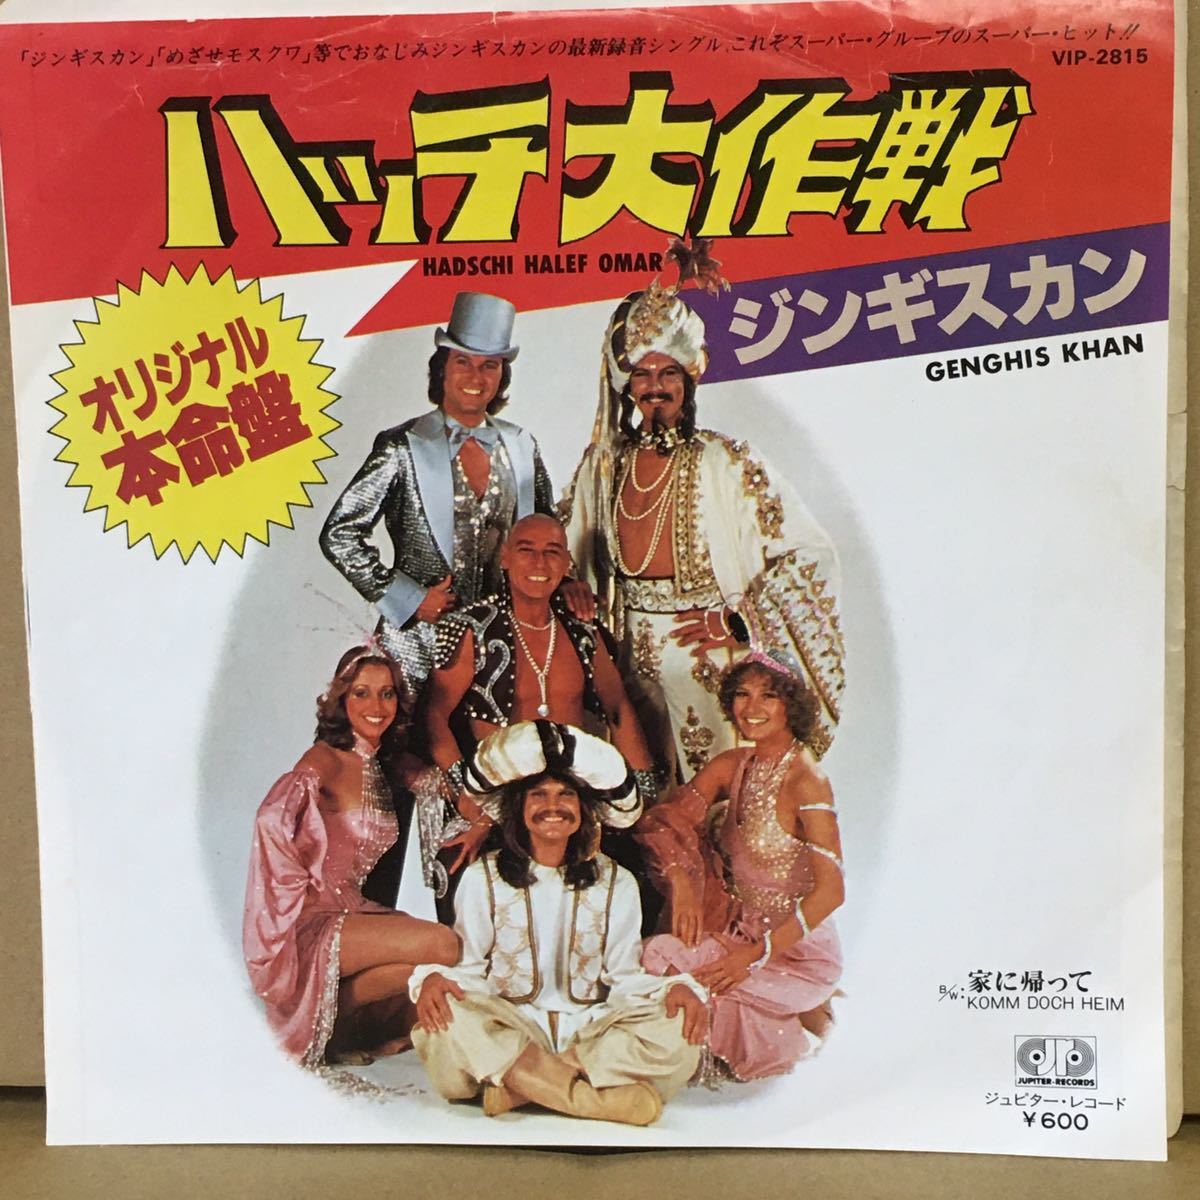 「ジンギスカン」「めざせモスクワ」等でおなじみジンギスカンの最新録音シングル、これぞスーパー・グループのスーパー・ヒット!!
VIP-2815
ハッチ大作戦
HADSCHI HALEF OMAR
ジンギスカン
GENGHIS KHAN
オリジナル
本命盤
B/W: 家に帰って
KOMM DOCH HEIM
JUPITER-RECORDS
ジュピター・レコード
￥600